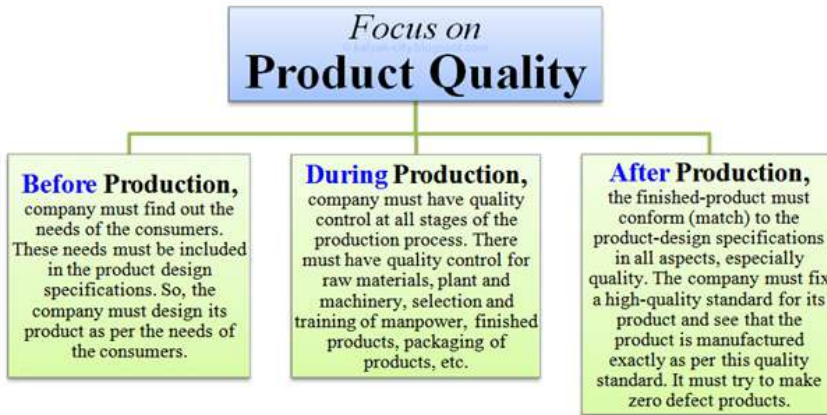 Focus on
© kalyan-city.blogspot.com
Product Quality
Before Production,
company must find out the
needs of the consumers.
These needs must be included
in the product design
specifications. So, the
company must design its
product as per the needs of
the consumers.
During Production,
company must have quality
control at all stages of the
production process. There
must have quality control for
raw materials, plant and
machinery, selection and
training of manpower, finished
products, packaging of
products, etc.
After Production,
the finished-product must
conform (match) to the
product-design specifications
in all aspects, especially
quality. The company must fix
a high-quality standard for its
product and see that the
product is manufactured
exactly as per this quality
standard. It must try to make
zero defect products.